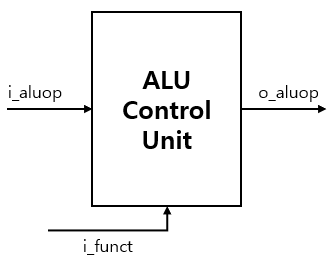 i_aluop
ALU
Control
Unit
o_aluop
i_funct